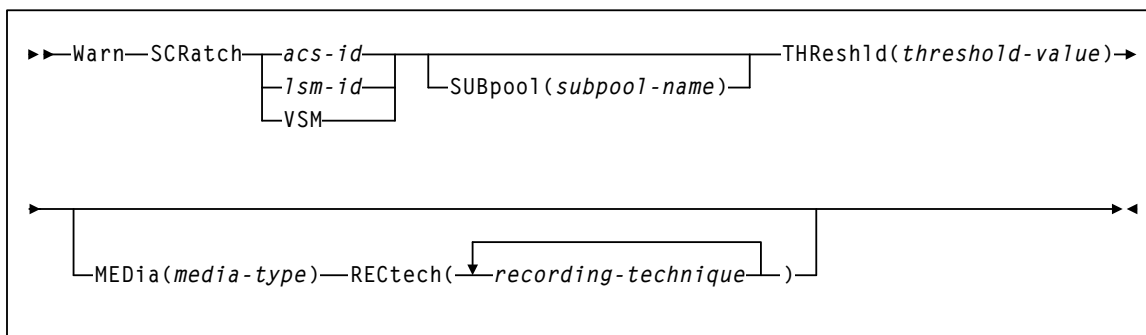 Warn SCRatch acs-id THReshld(threshold-value)
lsm-id SUBpool(subpool-name)
VSM
MEDia(media-type) RECtech( recording-technique )